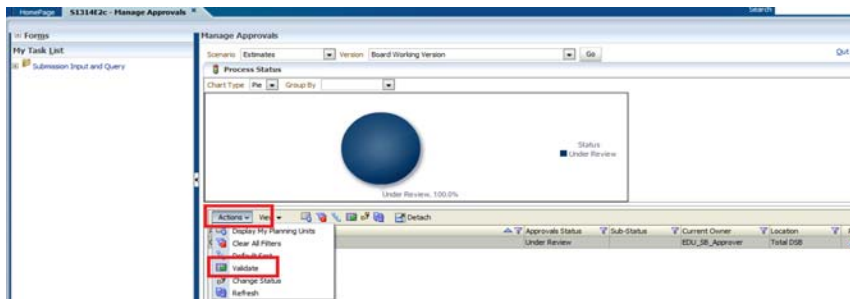 HomePage S1314E2c - Manage Approvals
Search
Forms
My Task List
Submission Input and Query
Manage Approvals
Scenario Estimates Version Board Working Version Go
Process Status
Chart Type Pie Group By
Status
Under Review
Under Review, 100.0%
Actions View Detach
Display My Planning Units
Approvals Status Sub-Status Current Owner Location
Clear All Filters
Under Review EDU_SB_Approver Total DSB
Default Sort
Validate
Change Status
Refresh